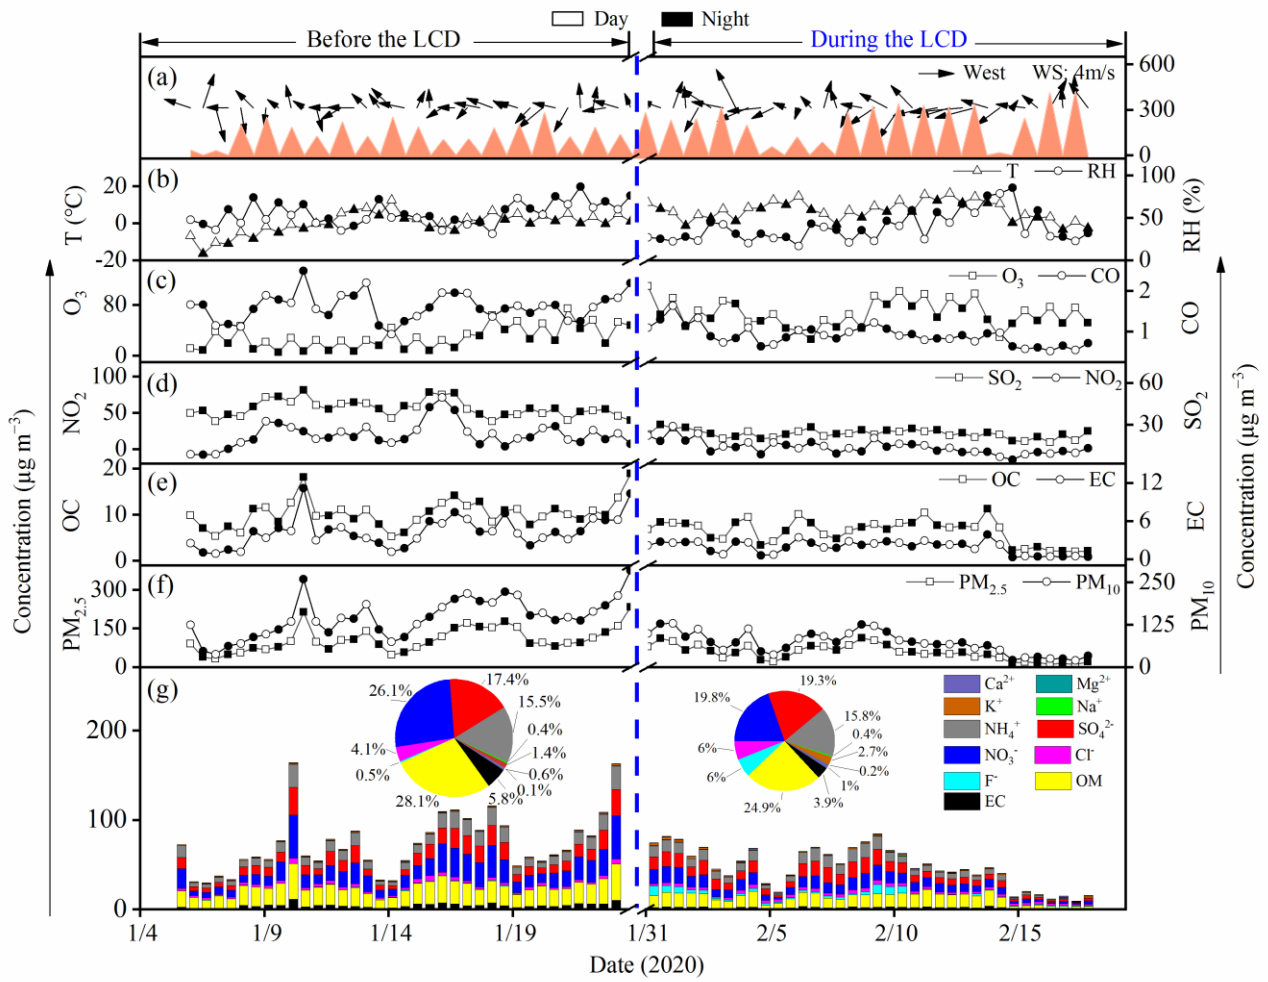 Day Night
Before the LCD During the LCD
(a) West WS: 4m/s 600
300
0
(b) T RH 100
20
T (°C) 0 50 RH (%)
-20 0
(c) O₃ CO
O₃ 80 2 CO
0 1
(d) SO₂ NO₂
100 60
NO₂ 50 30 SO₂
0
(e) OC EC
20 12
OC 10 6 EC
0 0
(f) PM₂.₅ PM₁₀
300 250
PM₂.₅ 150 125 PM₁₀
0 0
Concentration (μg m⁻³) Concentration (μg m⁻³)
(g)
26.1% 17.4% 15.5% 0.4% 1.4% 0.6% 0.1% 5.8% 28.1% 0.5% 4.1%
19.8% 19.3% 15.8% 0.4% 2.7% 0.2% 1% 3.9% 24.9% 6% 6%
Ca²⁺ Mg²⁺
K⁺ Na⁺
NH₄⁺ SO₄²⁻
NO₃⁻ Cl⁻
F⁻ OM
EC
200
100
0
1/4 1/9 1/14 1/19 1/31 2/5 2/10 2/15
Date (2020)